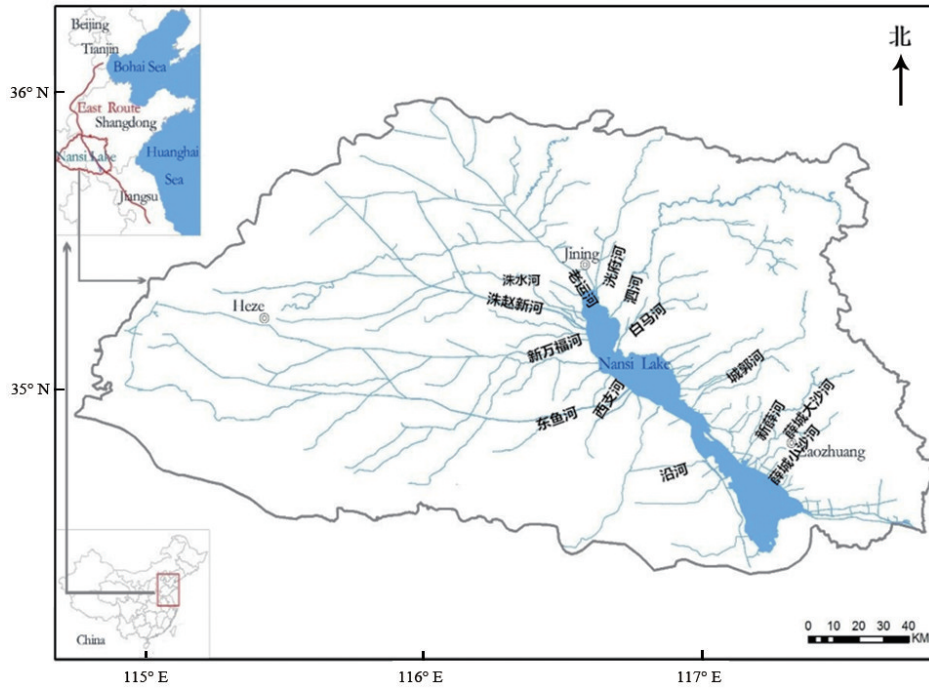 Beijing
Tianjin
Bohai Sea
East Route
Shangdong
Nansi Lake
Huanghai
Sea
Jiangsu
北
36° N
35° N
Jining
Heze
老运河
洸府河
泗河
白马河
洙水河
洙赵新河
新万福河
Nansi Lake
城郭河
西支河
东鱼河
新薛河
薛城大沙河
薛城小沙河
沿河
China
0 10 20 30 40
KM
115° E
116° E
117° E